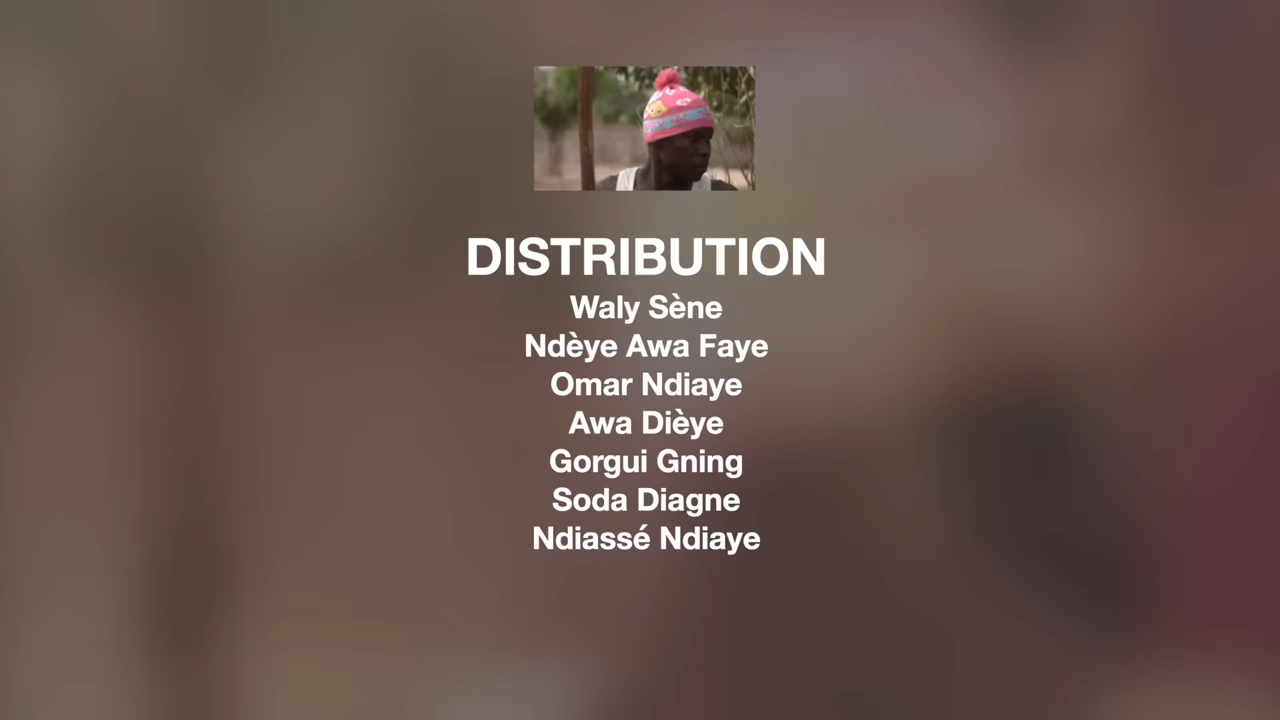 DISTRIBUTION
Waly Sène
Ndèye Awa Faye
Omar Ndiaye
Awa Dièye
Gorgui Gning
Soda Diagne
Ndiassé Ndiaye